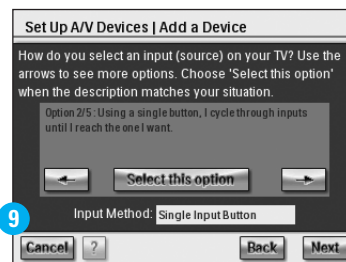 Set Up A/V Devices | Add a Device
How do you select an input (source) on your TV? Use the
arrows to see more options. Choose 'Select this option'
when the description matches your situation.
Option 2/5: Using a single button, I cycle through inputs
until I reach the one I want.
Select this option
9
Input Method: Single Input Button
Cancel ? Back Next